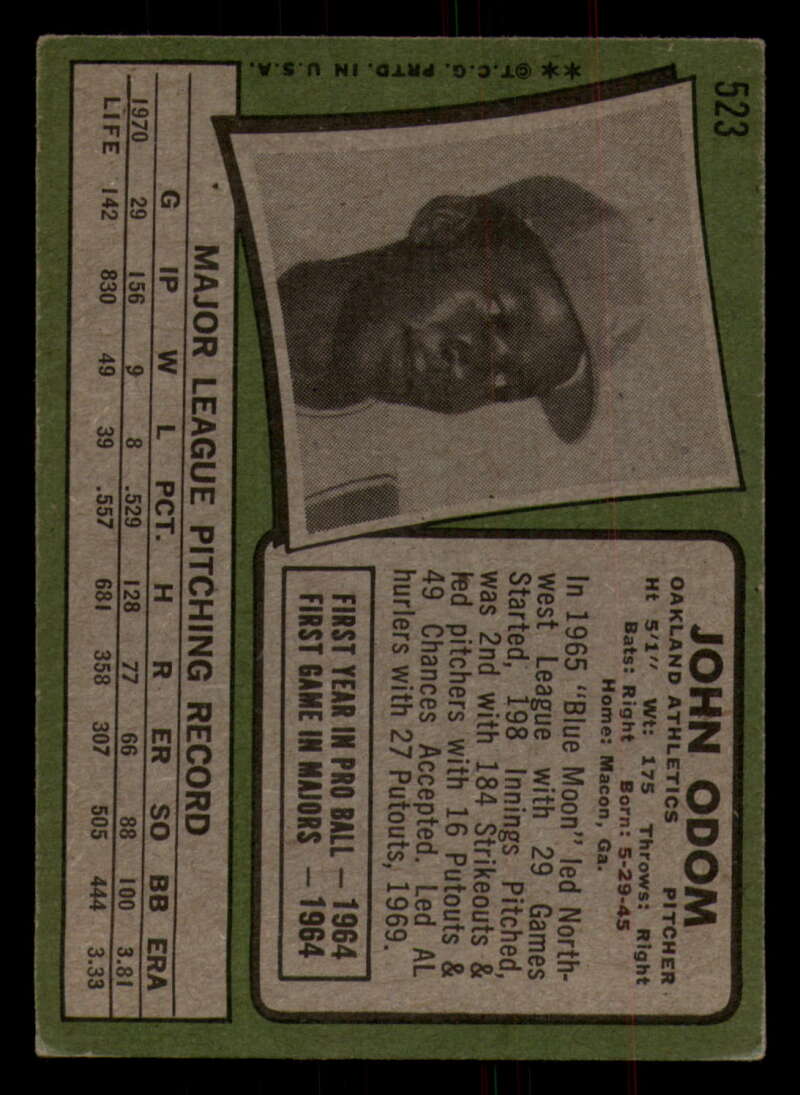 523
JOHN ODOM
OAKLAND ATHLETICS PITCHER
Ht 5'1" Wt: 175 Throws: Right
Bats: Right Born: 5-29-45
Home: Macon, Ga.
In 1965 "Blue Moon" led North-
west League with 29 Games
Started, 198 Innings Pitched,
was 2nd with 184 Strikeouts &
led pitchers with 16 Putouts &
49 Chances Accepted. Led AL
hurlers with 27 Putouts, 1969.
FIRST YEAR IN PRO BALL — 1964
FIRST GAME IN MAJORS — 1964
**©T.C.G. PRTD. IN U.S.A.
MAJOR LEAGUE PITCHING RECORD
G IP W L PCT. H R ER SO BB ERA
1970 29 156 9 8 .529 128 77 66 88 100 3.81
LIFE 142 830 49 39 .557 681 358 307 505 444 3.33